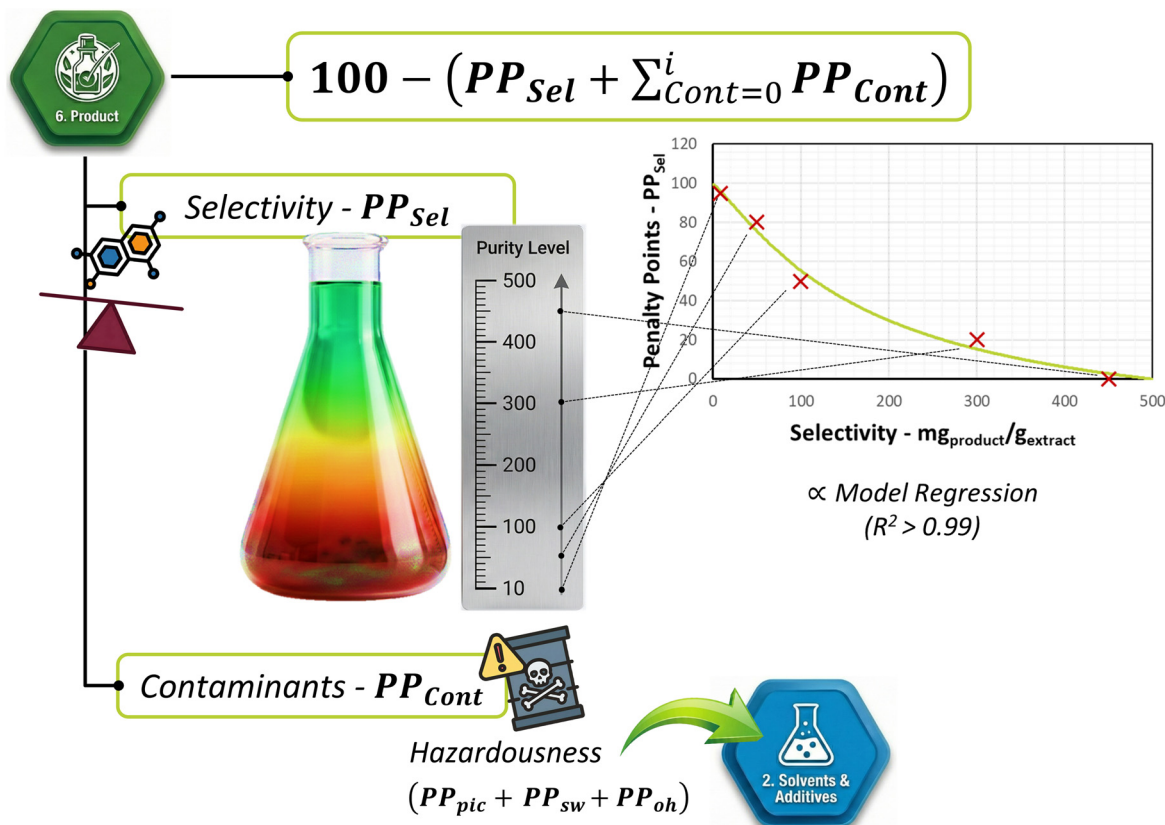 6. Product
100 − (PP_Sel + ∑^i_{Cont=0} PP_Cont)
Selectivity - PP_Sel
Purity Level
500
400
300
200
100
10
Penalty Points - PP_Sel
120
100
80
60
40
20
0
0 100 200 300 400 500
Selectivity - mg_product/g_extract
∝ Model Regression
(R² > 0.99)
Contaminants - PP_Cont
Hazardousness
(PP_pic + PP_sw + PP_oh)
2. Solvents &
Additives